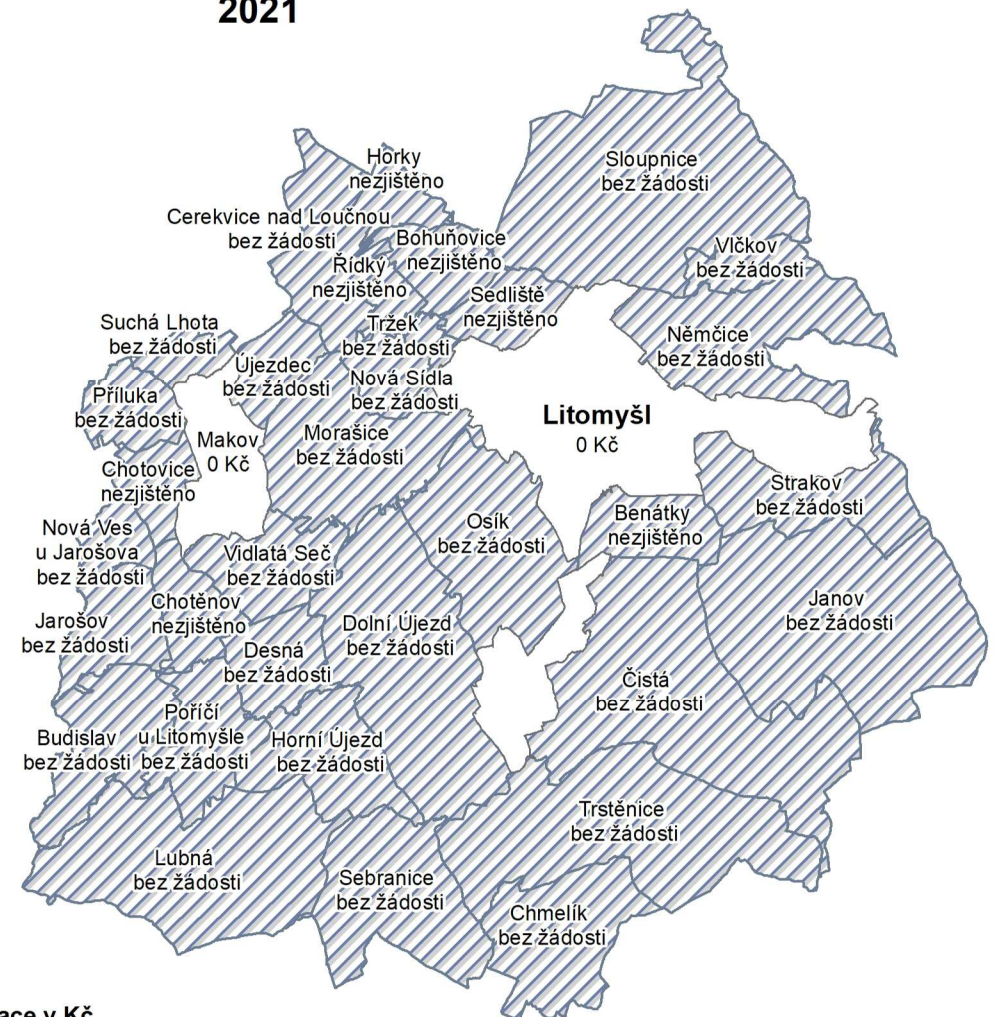 2021
Horky
nezjištěno
Sloupnice
bez žádosti
Cerekvice nad Loučnou
bez žádosti
Bohuňovice
nezjištěno
Vlčkov
bez žádosti
Řídký
nezjištěno
Sedliště
nezjištěno
Suchá Lhota
bez žádosti
Tržek
bez žádosti
Němčice
bez žádosti
Újezdec
bez žádosti
Příluka
bez žádosti
Nová Sídla
bez žádosti
Litomyšl
0 Kč
Makov
0 Kč
Morašice
bez žádosti
Chotovice
nezjištěno
Strakov
bez žádosti
Nová Ves
u Jarošova
bez žádosti
Osík
bez žádosti
Benátky
nezjištěno
Vidlatá Seč
bez žádosti
Chotěnov
nezjištěno
Janov
bez žádosti
Jarošov
bez žádosti
Dolní Újezd
bez žádosti
Desná
bez žádosti
Čistá
bez žádosti
Poříčí
u Litomyšle
bez žádosti
Budislav
bez žádosti
Horní Újezd
bez žádosti
Trstěnice
bez žádosti
Lubná
bez žádosti
Sebranice
bez žádosti
Chmelík
bez žádosti
ace v Kč